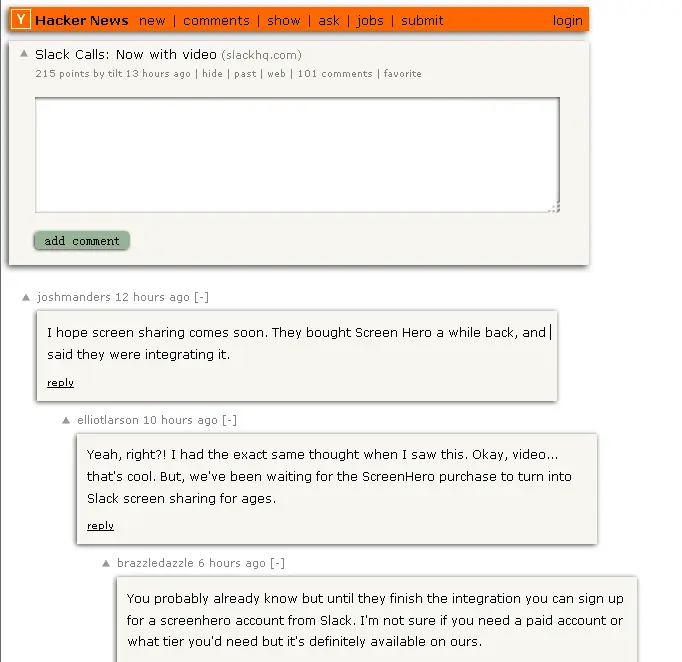 Y Hacker News new | comments | show | ask | jobs | submit login
Slack Calls: Now with video (slackhq.com)
215 points by tilt 13 hours ago | hide | past | web | 101 comments | favorite
add comment
joshmanders 12 hours ago [-]
I hope screen sharing comes soon. They bought Screen Hero a while back, and
said they were integrating it.
reply
elliotlarson 10 hours ago [-]
Yeah, right?! I had the exact same thought when I saw this. Okay, video...
that's cool. But, we've been waiting for the ScreenHero purchase to turn into
Slack screen sharing for ages.
reply
brazzledazzle 6 hours ago [-]
You probably already know but until they finish the integration you can sign up
for a screenhero account from Slack. I'm not sure if you need a paid account or
what tier you'd need but it's definitely available on ours.